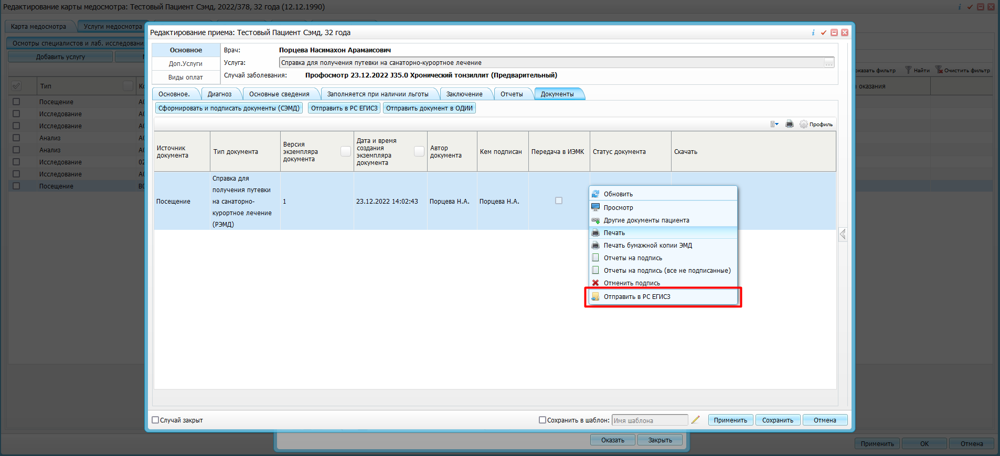 Редактирование карты медосмотра: Тестовый Пациент Сэмд, 2022/378, 32 года (12.12.1990)
Карта медосмотра
Услуги медосмотра
Осмотры специалистов и лаб. исследования
Добавить услугу
Показать фильтр
Найти
Очистить фильтр
Тип
оказания
Посещение
Исследование
Исследование
Анализ
Анализ
Исследование
Исследование
Посещение
Редактирование приема: Тестовый Пациент Сэмд, 32 года
Основное
Доп.Услуги
Виды оплат
Врач: Порцева Насимахон Арамаисович
Услуга: Справка для получения путевки на санаторно-курортное лечение
...
Случай заболевания: Профосмотр 23.12.2022 J35.0 Хронический тонзиллит (Предварительный)
Основное. Диагноз Основные сведения Заполняется при наличии льготы Заключение Отчеты Документы
Сформировать и подписать документы (СЭМД) Отправить в РС ЕГИСЗ Отправить документ в ОДИИ
Профиль
Источник документа
Тип документа
Версия экземпляра документа
Дата и время создания экземпляра документа
Автор документа
Кем подписан
Передача в ИЭМК
Статус документа
Скачать
Посещение
Справка для
получения путевки
на санаторно-
курортное лечение
(РЭМД)
1
23.12.2022 14:02:43
Порцева Н.А.
Порцева Н.А.
Обновить
Просмотр
Другие документы пациента
Печать
Печать бумажной копии ЭМД
Отчеты на подпись
Отчеты на подпись (все не подписанные)
Отменить подпись
Отправить в РС ЕГИСЗ
Случай закрыт
Сохранить в шаблон: Имя шаблона
Применить Сохранить Отмена
Оказать Закрыть
Применить ОК Отмена